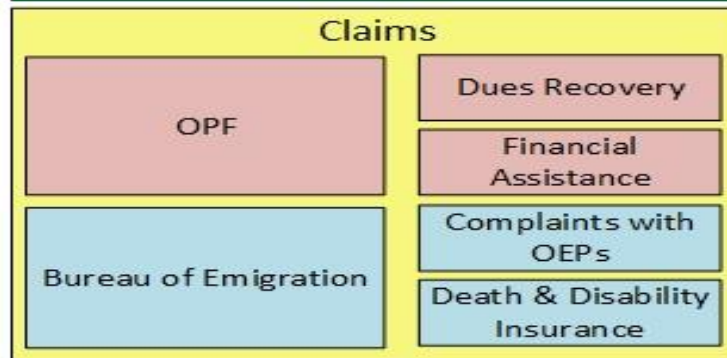 Claims
OPF
Dues Recovery
Financial
Assistance
Bureau of Emigration
Complaints with
OEPs
Death & Disability
Insurance